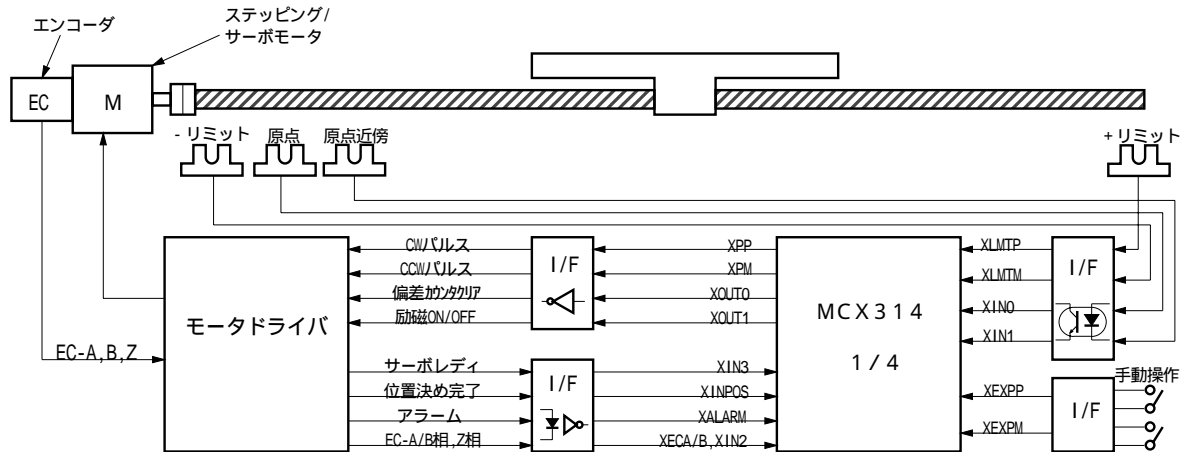 エンコーダ
ステッピング/
サーボモータ
EC
M
- リミット
原点
原点近傍
+ リミット
CWパルス
CCWパルス
偏差カウンタクリア
励磁ON/OFF
I/F
XPP
XPM
XOUT0
XOUT1
XLMTP
XLMTM
XIN0
XIN1
I/F
モータドライバ
MCX314
1/4
EC-A,B,Z
サーボレディ
位置決め完了
アラーム
EC-A/B相,Z相
I/F
XIN3
XINPOS
XALARM
XECA/B,XIN2
XEXPP
XEXPM
I/F
手動操作